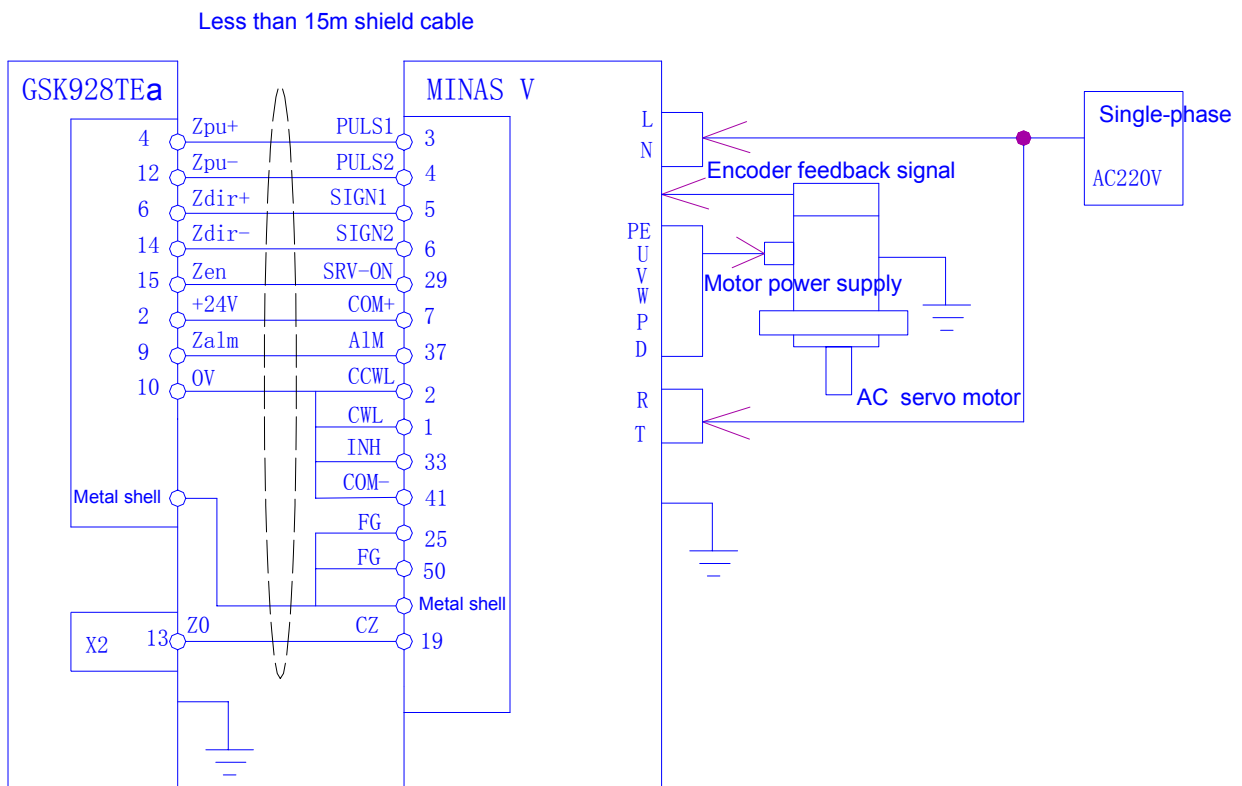 Less than 15m shield cable
GSK928TEa
MINAS V
4 Zpu+ PULS1 3
12 Zpu- PULS2 4
6 Zdir+ SIGN1 5
14 Zdir- SIGN2 6
15 Zen SRV-ON 29
2 +24V COM+ 7
9 Zalm AlM 37
10 0V CCWL 2
CWL 1
INH 33
COM- 41
Metal shell
FG 25
FG 50
Metal shell
X2 13 Z0 CZ 19
L
N
Encoder feedback signal
PE
U
V
W
P
D
Motor power supply
R
T
AC servo motor
Single-phase
AC220V